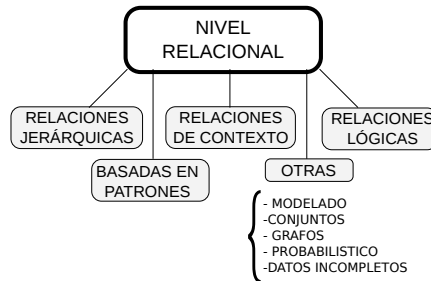 NIVEL
RELACIONAL
RELACIONES
JERÁRQUICAS
RELACIONES
DE CONTEXTO
RELACIONES
LÓGICAS
BASADAS EN
PATRONES
OTRAS
- MODELADO
-CONJUNTOS
- GRAFOS
- PROBABILISTICO
-DATOS INCOMPLETOS